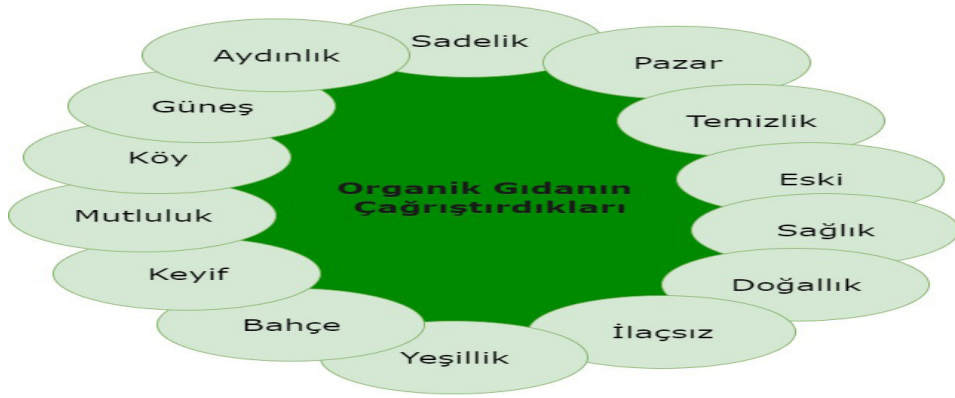 Sadelik
Pazar
Temizlik
Eski
Sağlık
Doğallık
İlaçsız
Yeşillik
Bahçe
Keyif
Mutluluk
Köy
Güneş
Aydınlık
Organik Gıdanın
Çağrıştırdıkları